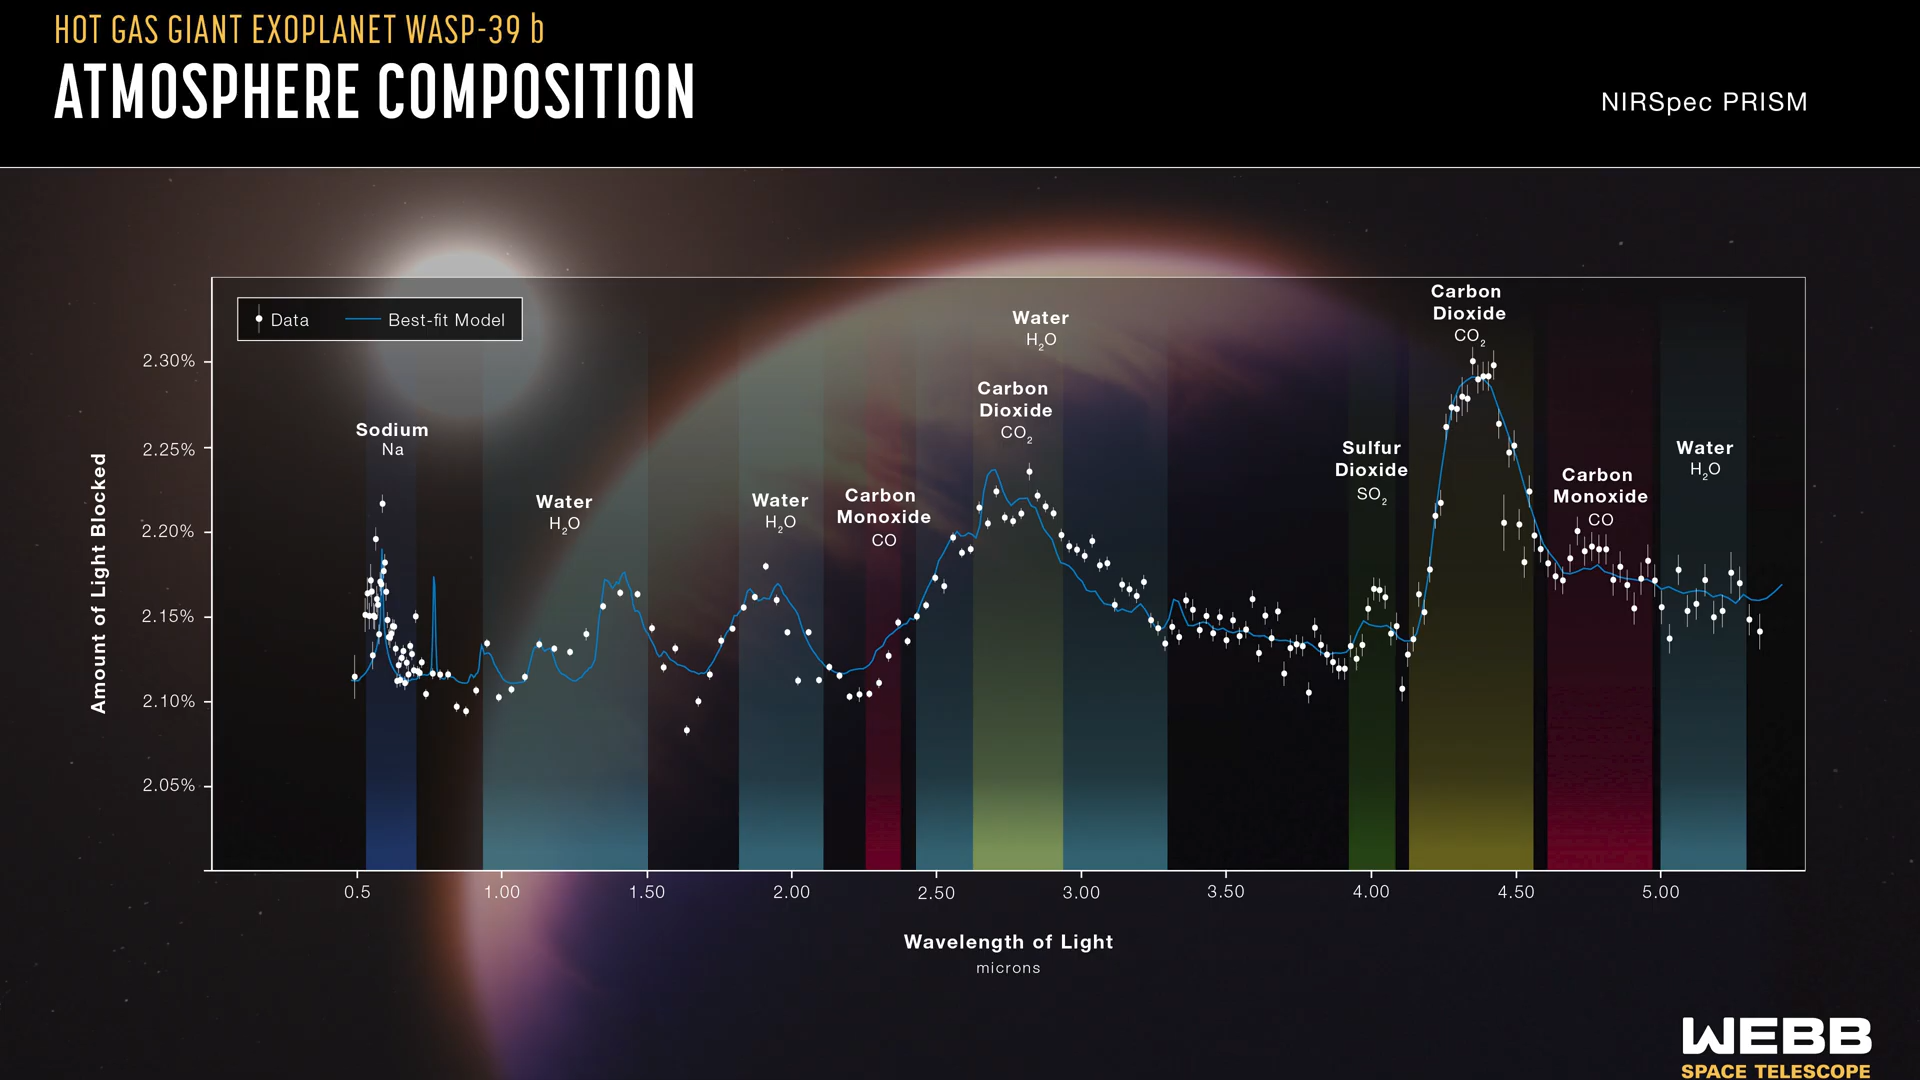 HOT GAS GIANT EXOPLANET WASP-39 b
ATMOSPHERE COMPOSITION
NIRSpec PRISM
Data
Best-fit Model
Amount of Light Blocked
2.30%
2.25%
2.20%
2.15%
2.10%
2.05%
Sodium
Na
Water
H₂O
Water
H₂O
Carbon
Monoxide
CO
Water
H₂O
Carbon
Dioxide
CO₂
Sulfur
Dioxide
SO₂
Carbon
Dioxide
CO₂
Carbon
Monoxide
CO
Water
H₂O
0.5 1.00 1.50 2.00 2.50 3.00 3.50 4.00 4.50 5.00
Wavelength of Light
microns
WEBB
SPACE TELESCOPE